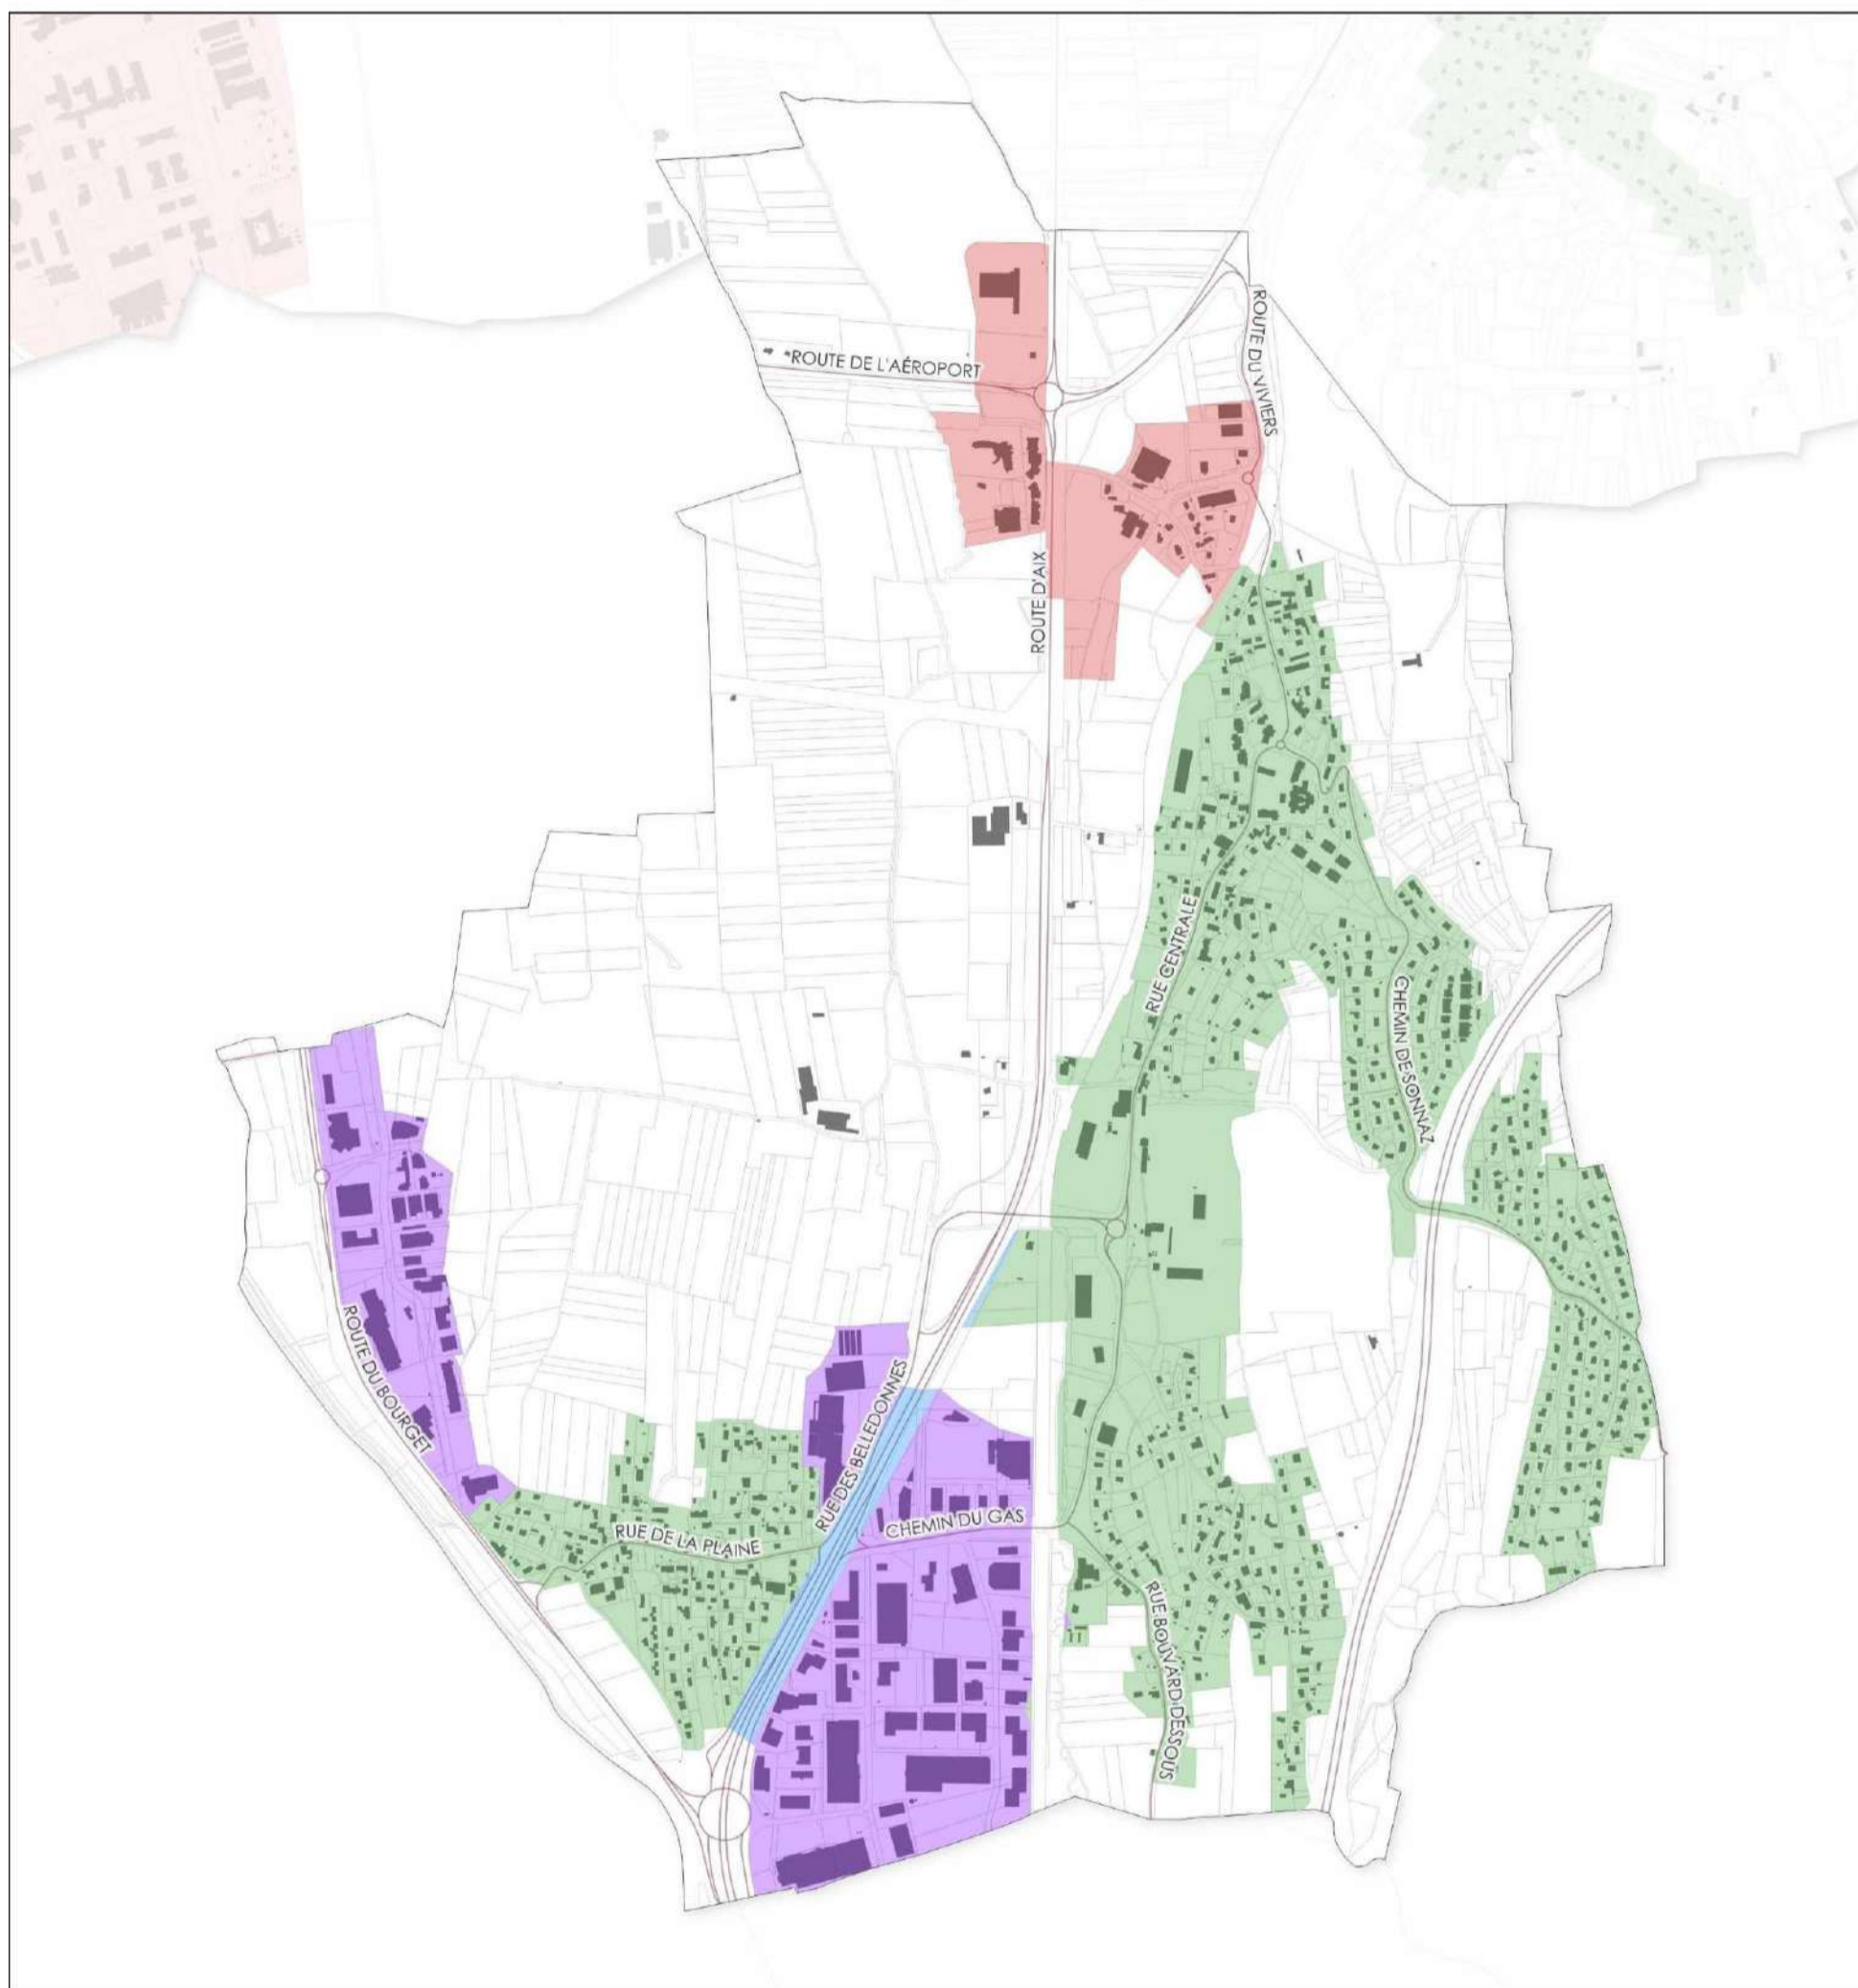 ROUTE DU VIVIERS
ROUTE DE L'AÉROPORT
ROUTE D'AIX
RUE CENTRALE
CHEMIN DE SONNAZ
ROUTE DU BOURGET
RUE DES BELLEDONNES
CHEMIN DU GAS
RUE DE LA PLAINE
RUE BOUVARD DESSOUS